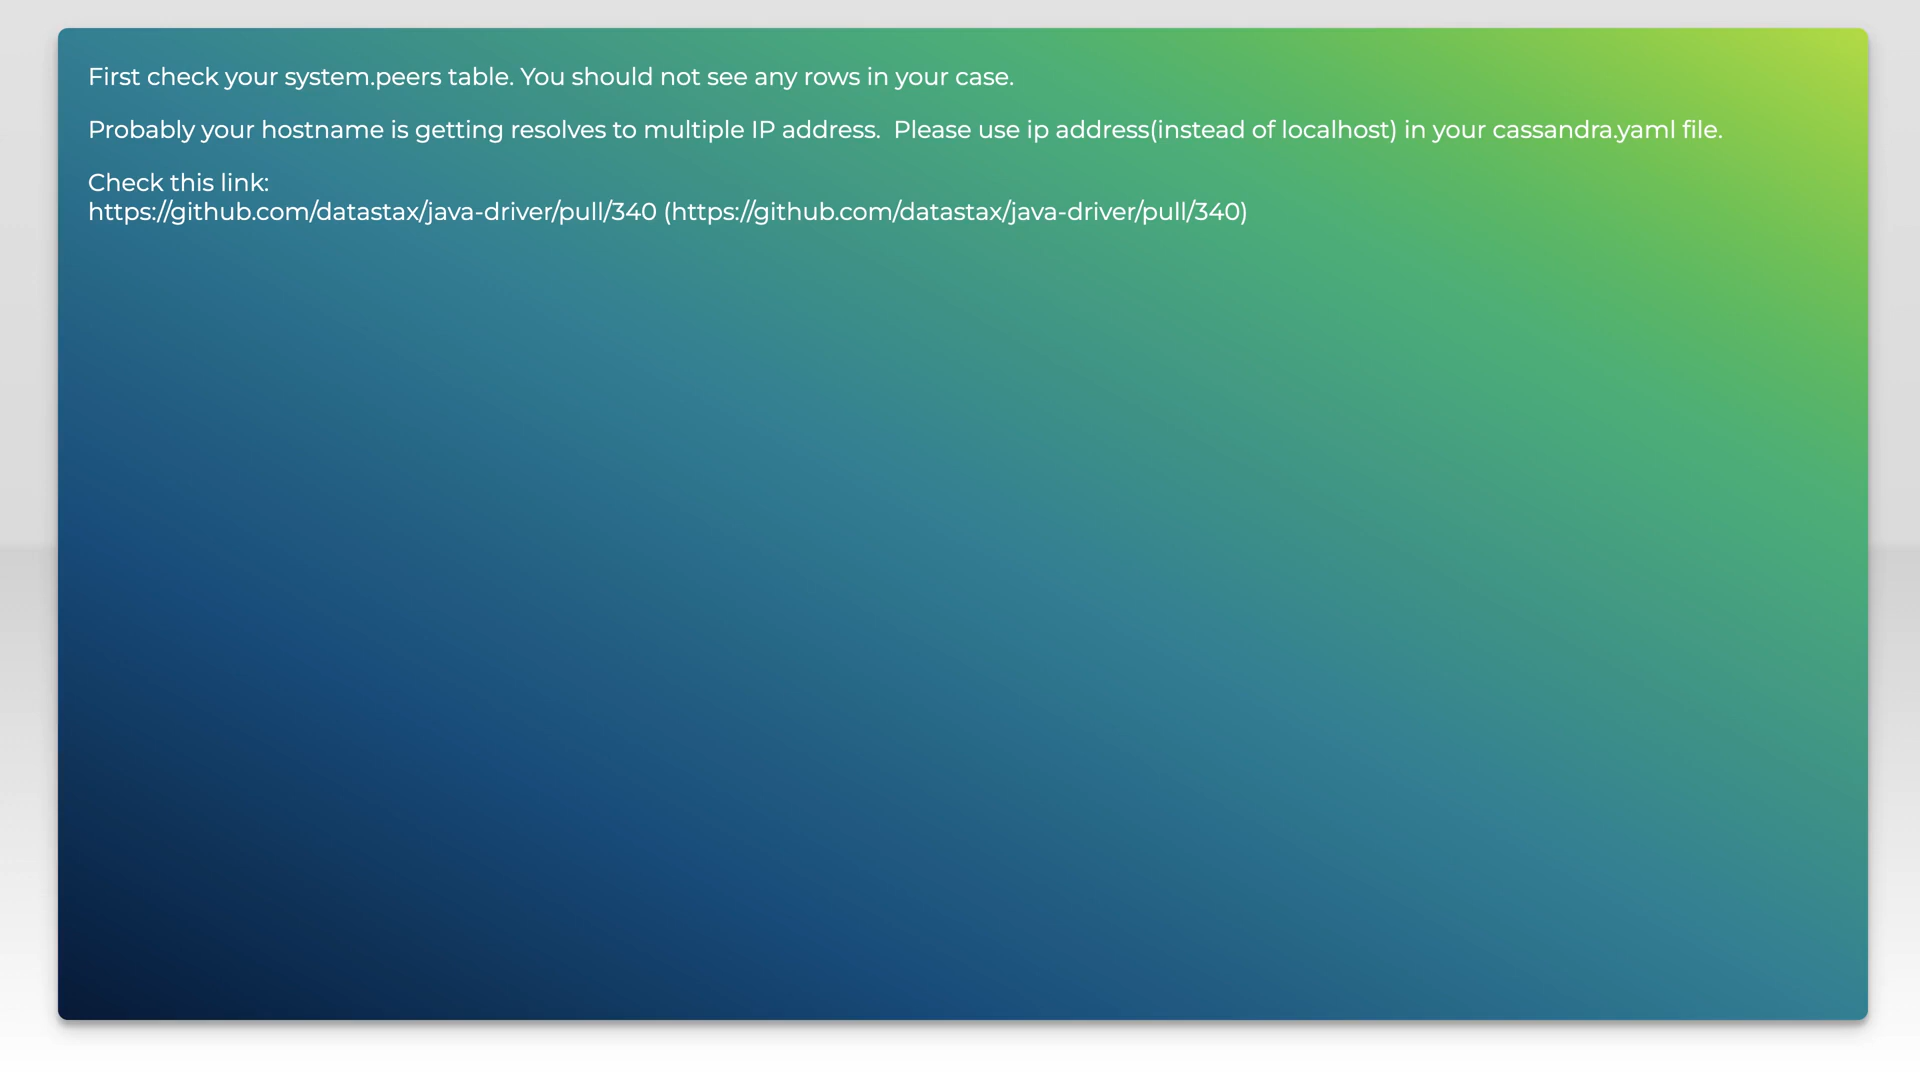 First check your system.peers table. You should not see any rows in your case.
Probably your hostname is getting resolves to multiple IP address.  Please use ip address(instead of localhost) in your cassandra.yaml file.
Check this link:
https://github.com/datastax/java-driver/pull/340 (https://github.com/datastax/java-driver/pull/340)